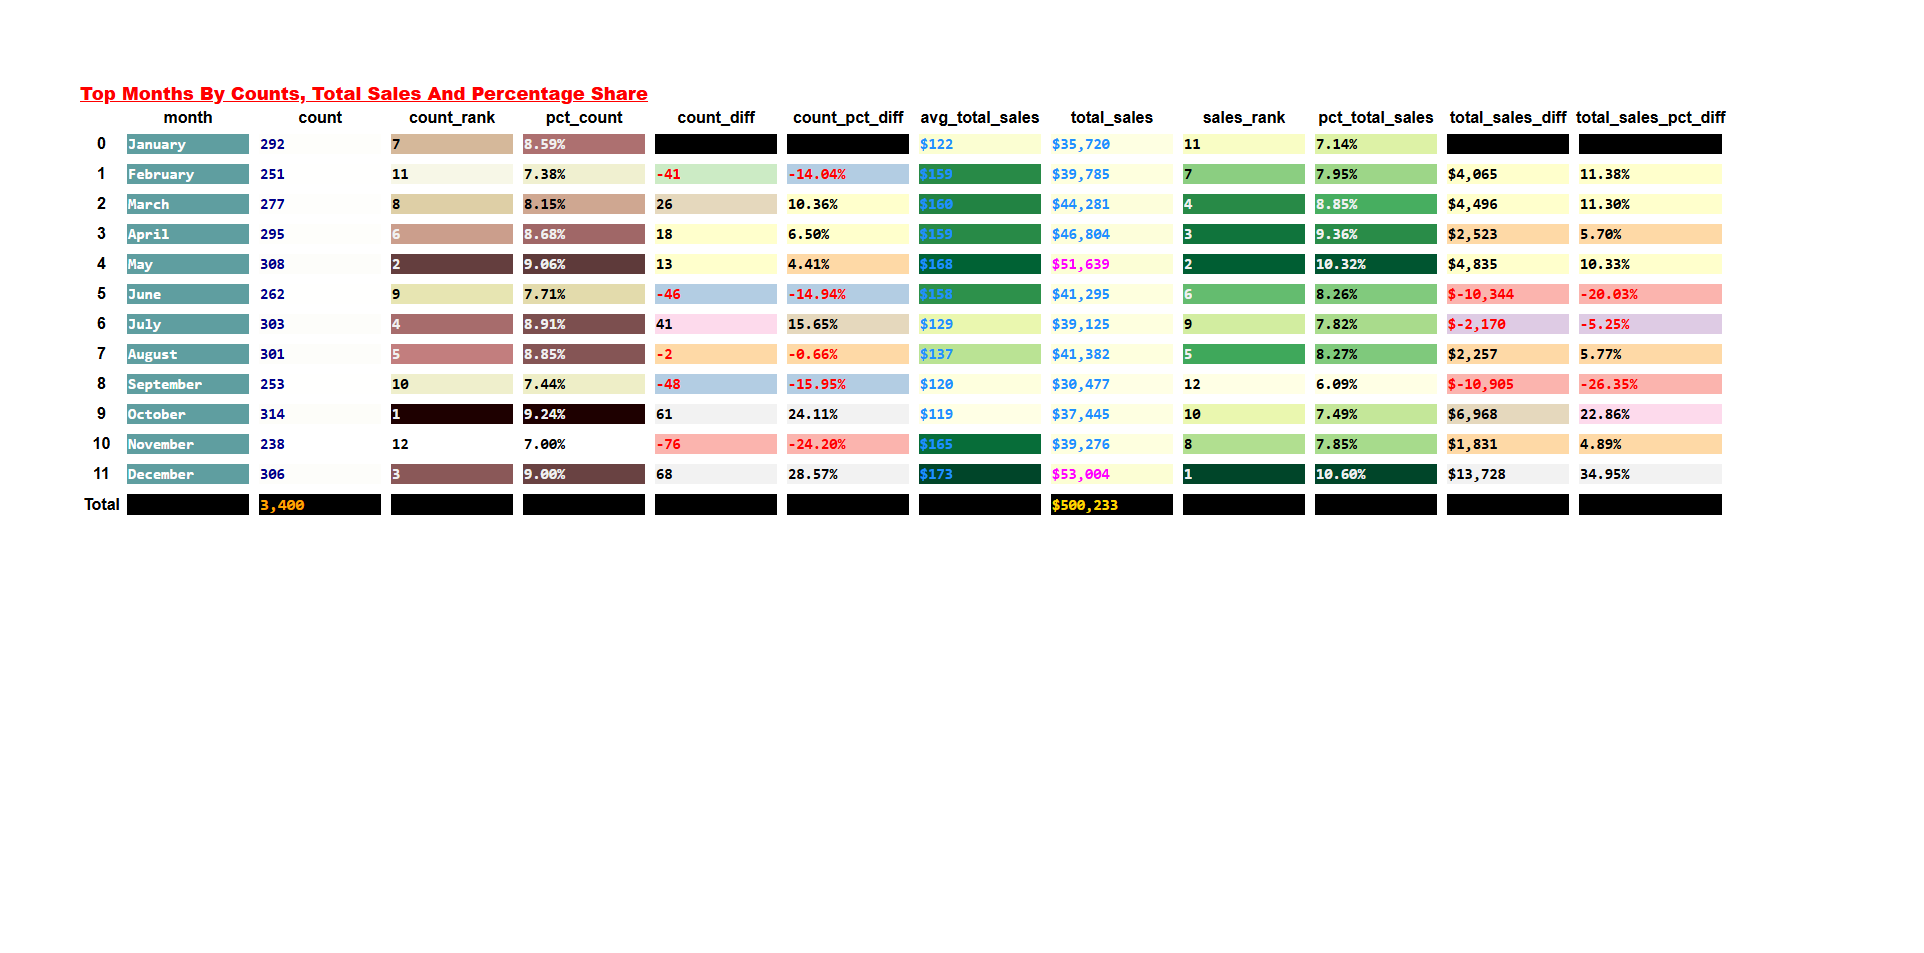 Top Months By Counts, Total Sales And Percentage Share
month count count_rank pct_count count_diff count_pct_diff avg_total_sales total_sales sales_rank pct_total_sales total_sales_diff total_sales_pct_diff
0 January 292 7 8.59% $122 $35,720 11 7.14%
1 February 251 11 7.38% -41 -14.04% $159 $39,785 7 7.95% $4,065 11.38%
2 March 277 8 8.15% 26 10.36% $160 $44,281 4 8.85% $4,496 11.30%
3 April 295 6 8.68% 18 6.50% $159 $46,804 3 9.36% $2,523 5.70%
4 May 308 2 9.06% 13 4.41% $168 $51,639 2 10.32% $4,835 10.33%
5 June 262 9 7.71% -46 -14.94% $158 $41,295 6 8.26% $-10,344 -20.03%
6 July 303 4 8.91% 41 15.65% $129 $39,125 9 7.82% $-2,170 -5.25%
7 August 301 5 8.85% -2 -0.66% $137 $41,382 5 8.27% $2,257 5.77%
8 September 253 10 7.44% -48 -15.95% $120 $30,477 12 6.09% $-10,905 -26.35%
9 October 314 1 9.24% 61 24.11% $119 $37,445 10 7.49% $6,968 22.86%
10 November 238 12 7.00% -76 -24.20% $165 $39,276 8 7.85% $1,831 4.89%
11 December 306 3 9.00% 68 28.57% $173 $53,004 1 10.60% $13,728 34.95%
Total 3,400 $500,233